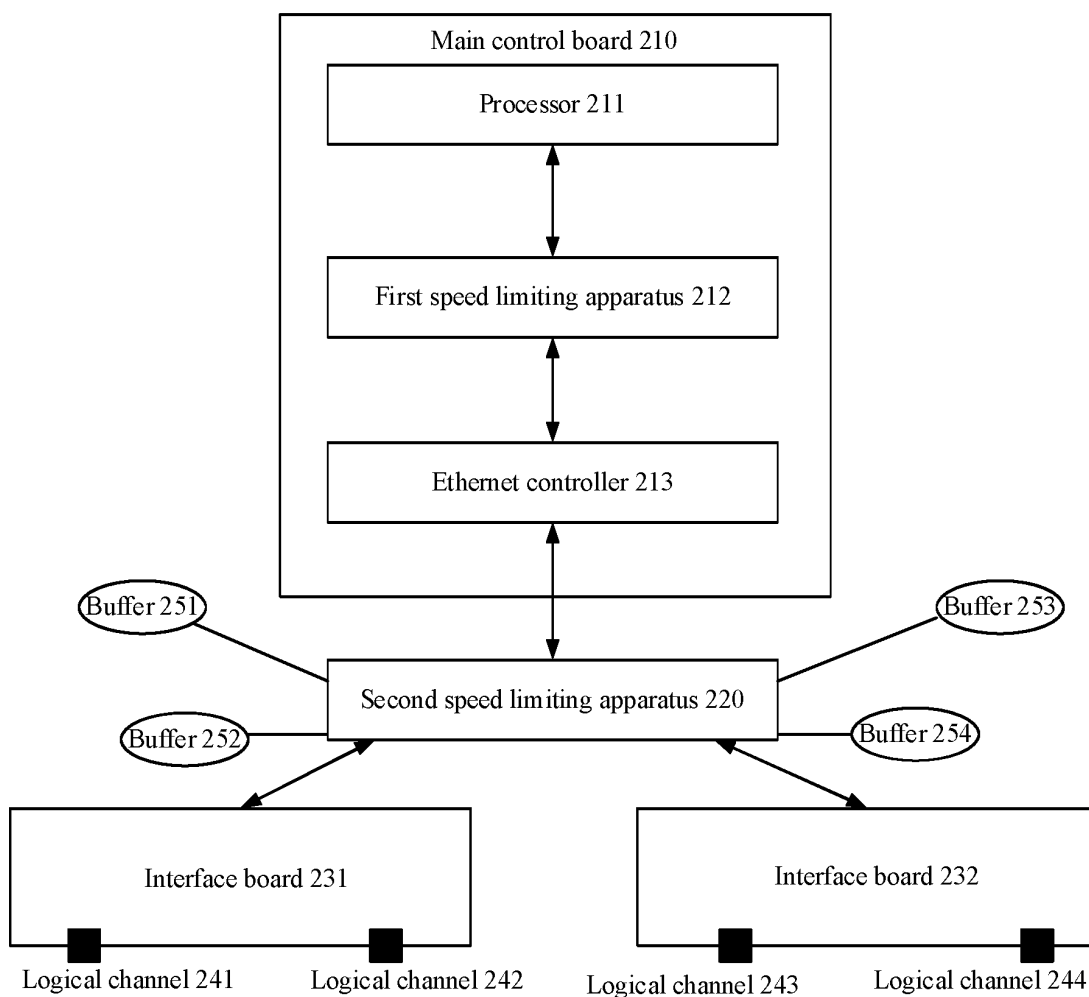 Main control board 210
Processor 211
First speed limiting apparatus 212
Ethernet controller 213
Buffer 251
Buffer 253
Second speed limiting apparatus 220
Buffer 252
Buffer 254
Interface board 231
Interface board 232
Logical channel 241
Logical channel 242
Logical channel 243
Logical channel 244